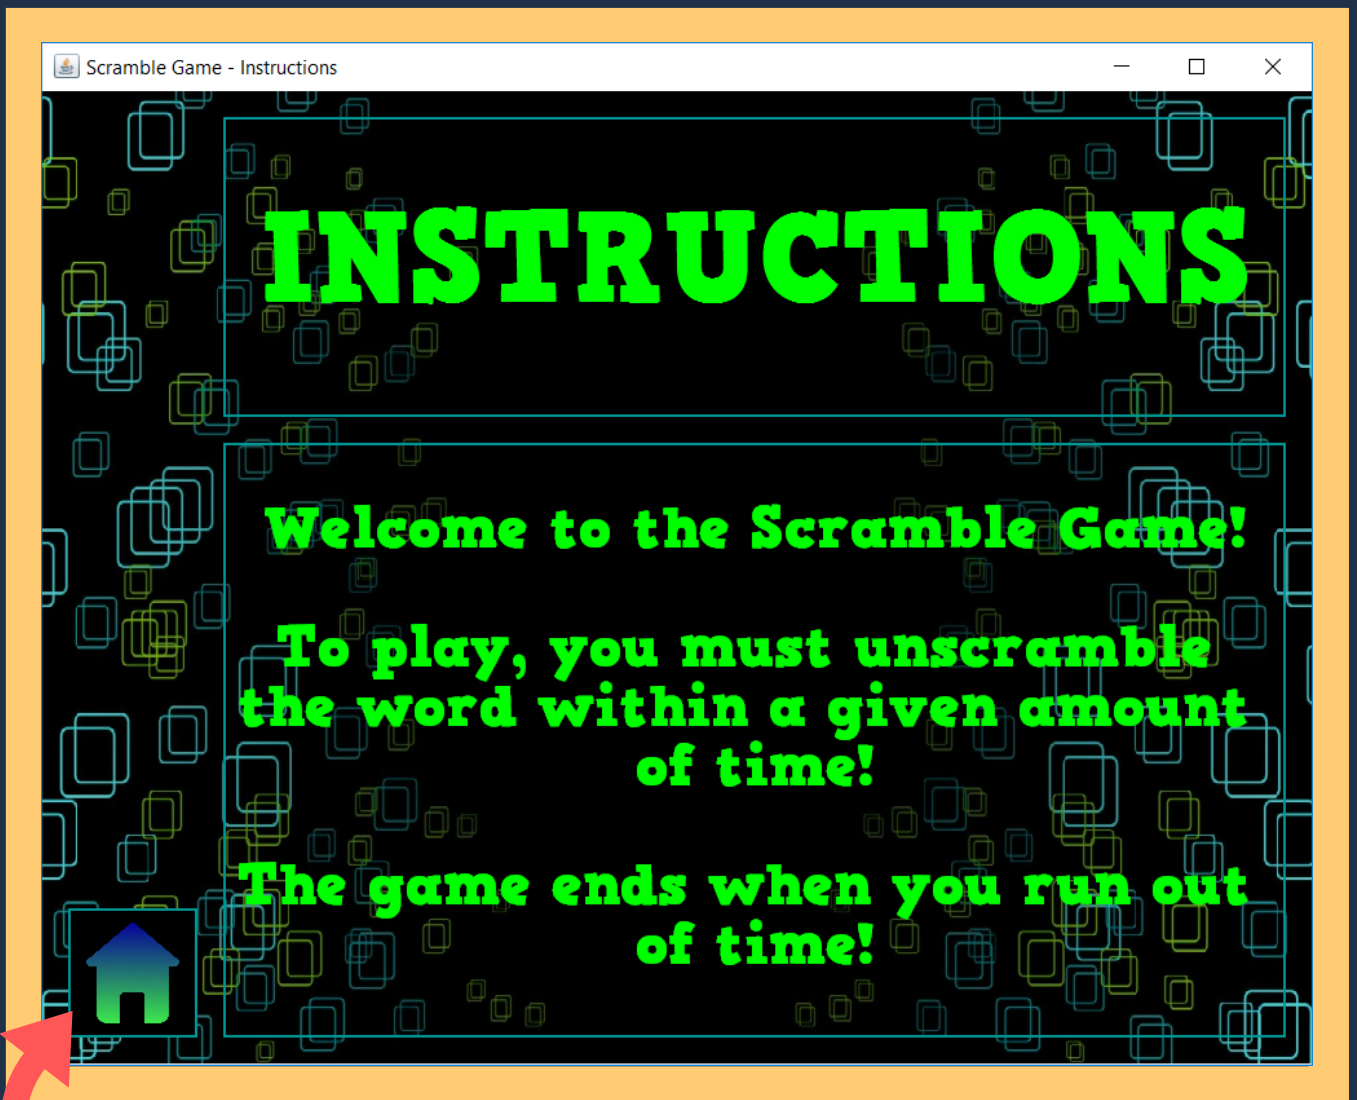 Scramble Game - Instructions
INSTRUCTIONS
Welcome to the Scramble Game!
To play, you must unscramble
the word within a given amount
of time!
The game ends when you run out
of time!